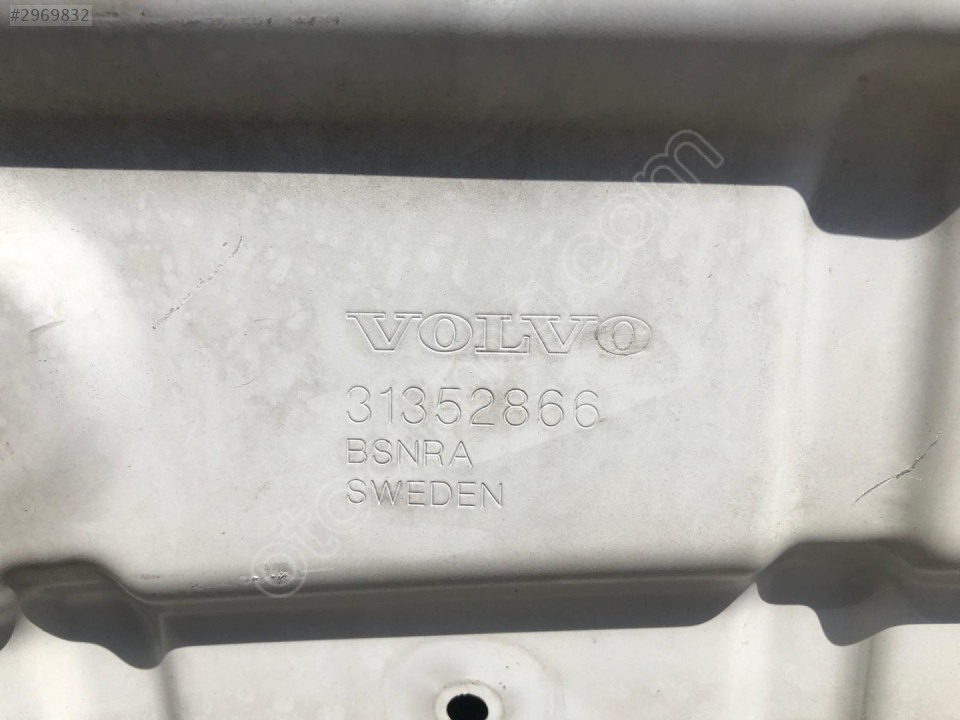 #2969832
VOLVO
31352866
BSNRA
SWEDEN